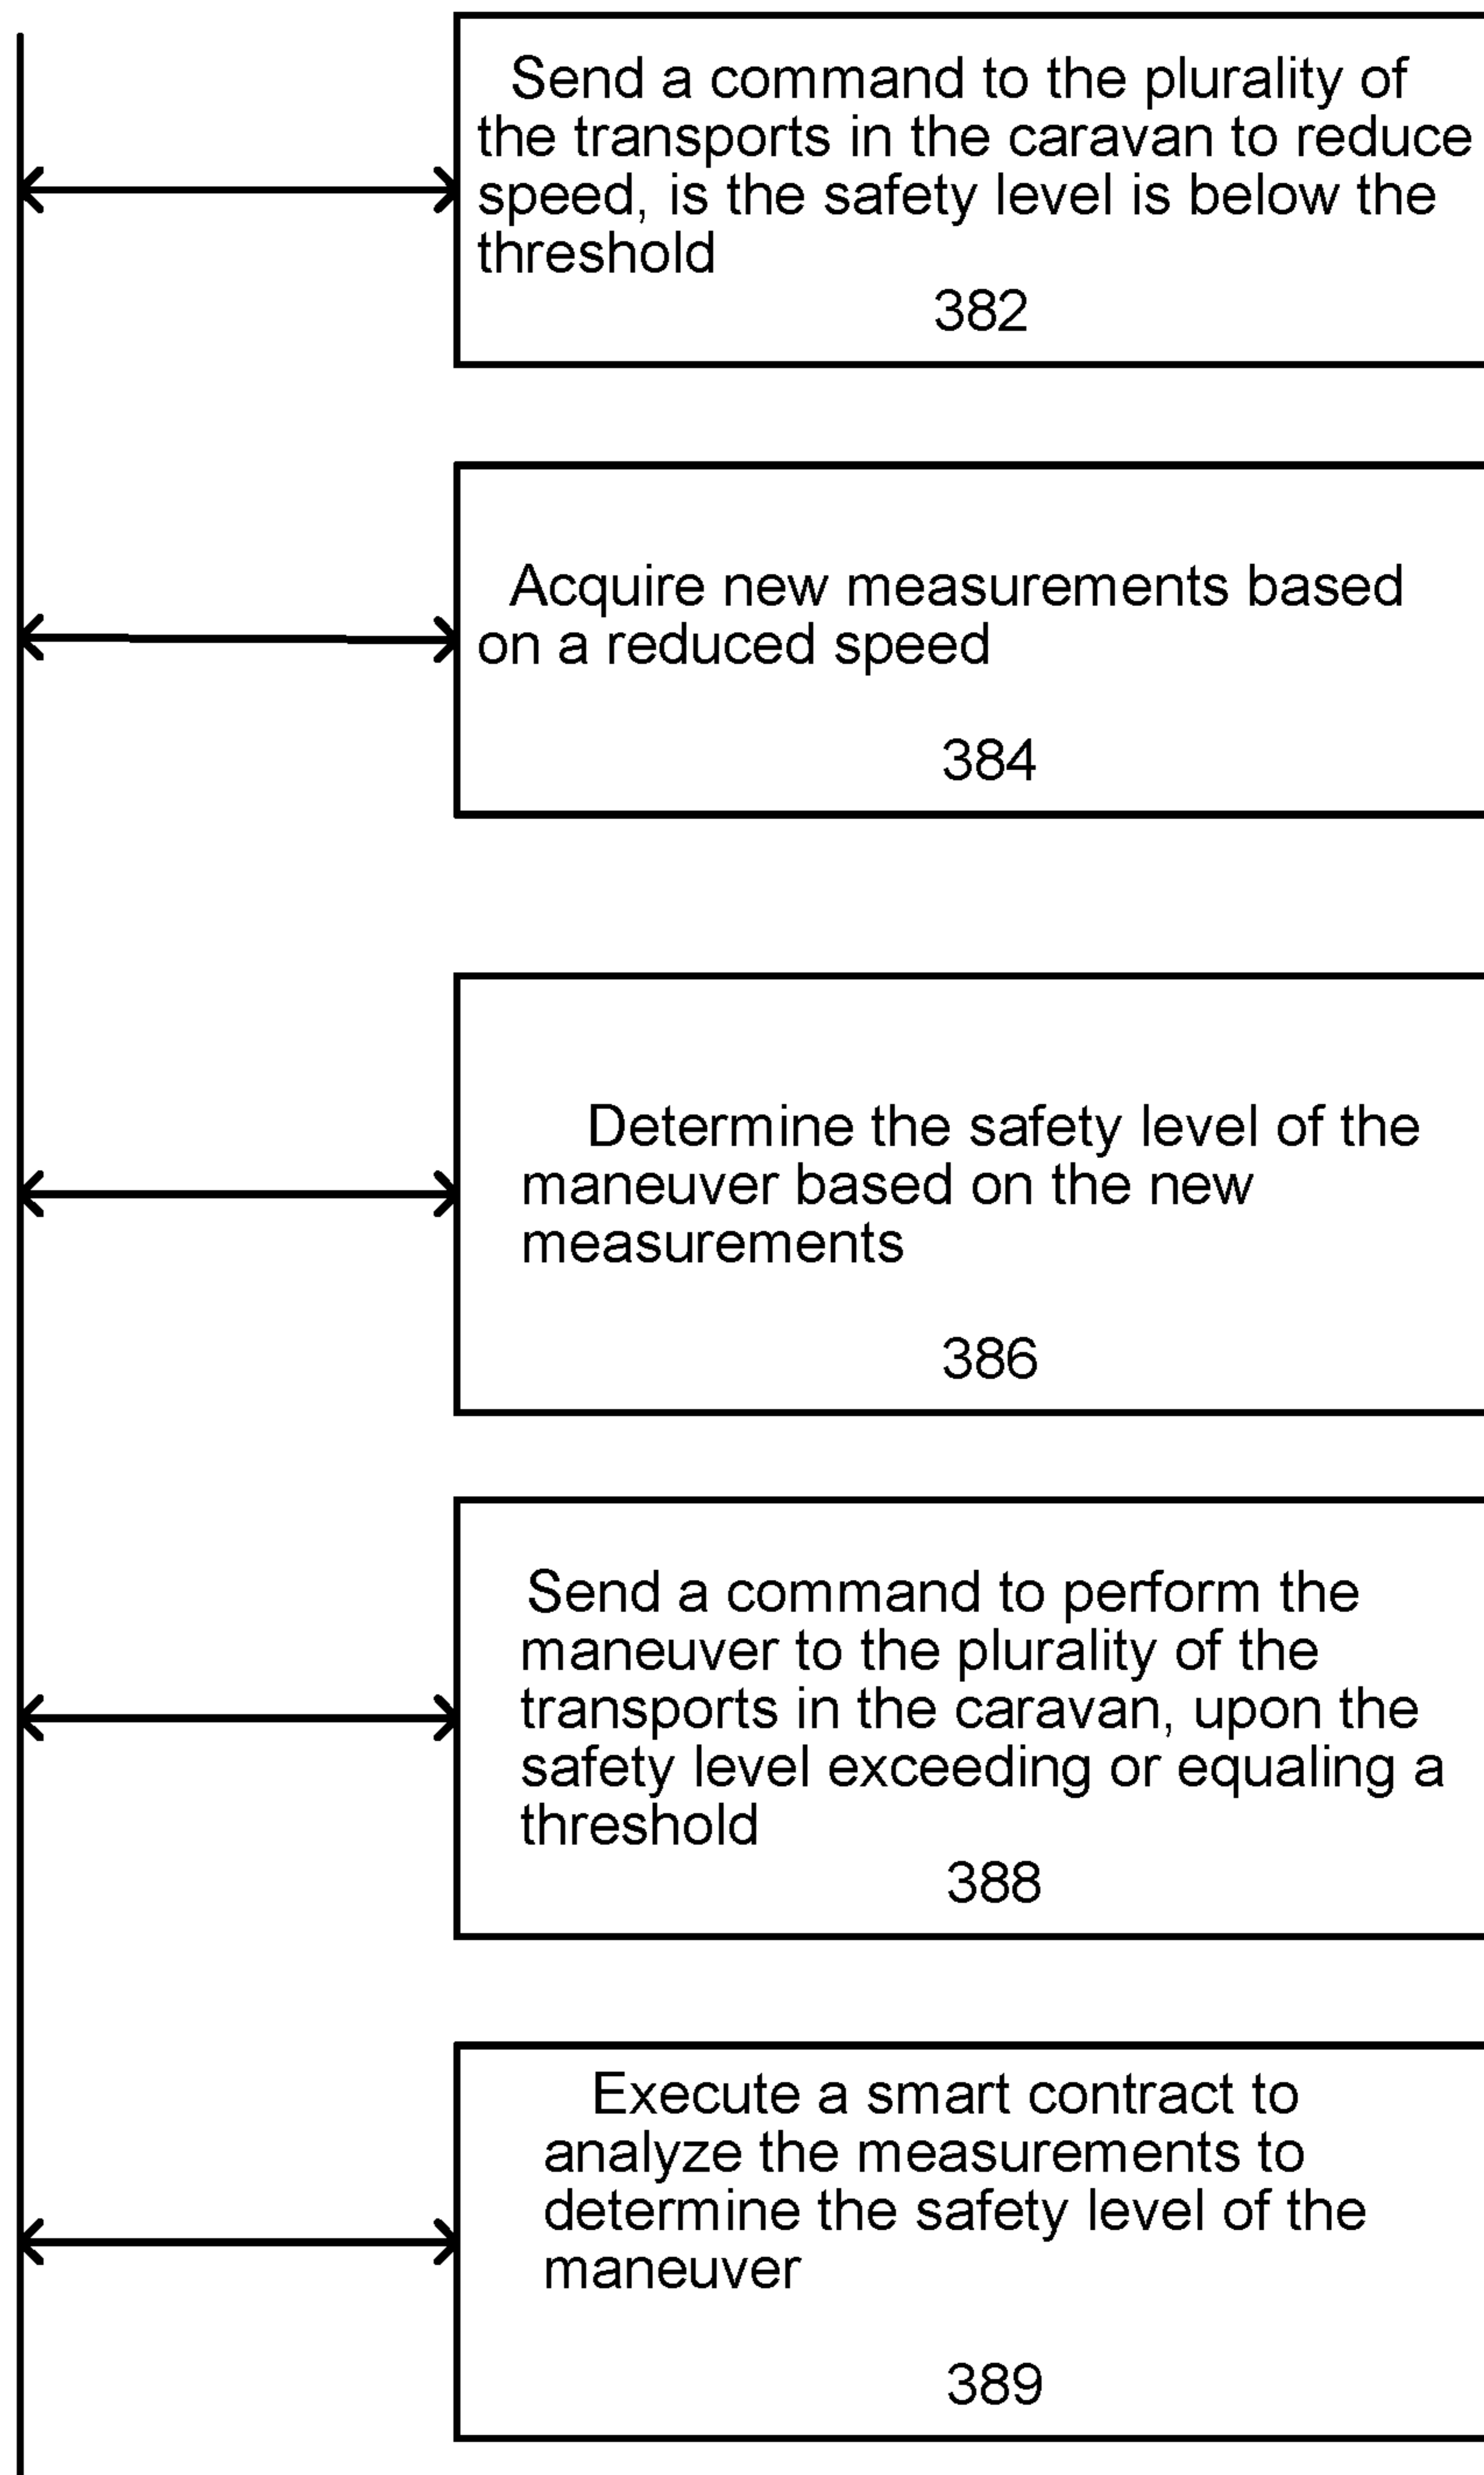 Send a command to the plurality of
the transports in the caravan to reduce
speed, is the safety level is below the
threshold
382
Acquire new measurements based
on a reduced speed
384
Determine the safety level of the
maneuver based on the new
measurements
386
Send a command to perform the
maneuver to the plurality of the
transports in the caravan, upon the
safety level exceeding or equaling a
threshold
388
Execute a smart contract to
analyze the measurements to
determine the safety level of the
maneuver
389